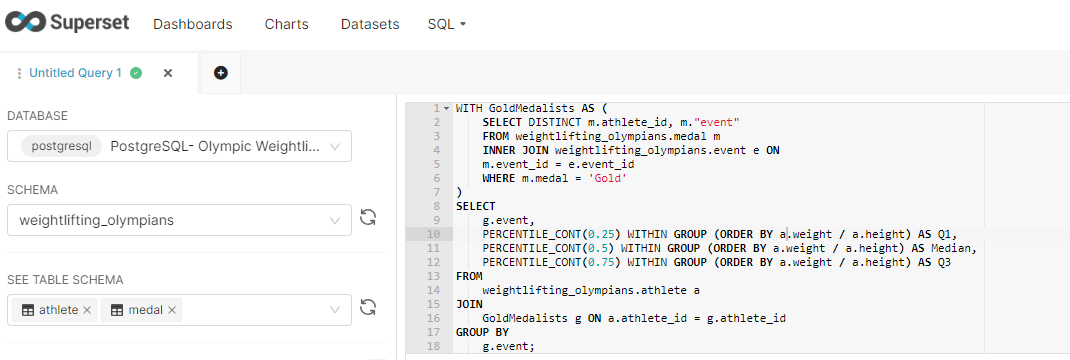 Superset Dashboards Charts Datasets SQL
Untitled Query 1
DATABASE
postgresql PostgreSQL- Olympic Weightli...
SCHEMA
weightlifting_olympians
SEE TABLE SCHEMA
athlete medal
1 WITH GoldMedalists AS (
2 SELECT DISTINCT m.athlete_id, m."event"
3 FROM weightlifting_olympians.medal m
4 INNER JOIN weightlifting_olympians.event e ON
5 m.event_id = e.event_id
6 WHERE m.medal = 'Gold'
7 )
8 SELECT
9 g.event,
10 PERCENTILE_CONT(0.25) WITHIN GROUP (ORDER BY a.weight / a.height) AS Q1,
11 PERCENTILE_CONT(0.5) WITHIN GROUP (ORDER BY a.weight / a.height) AS Median,
12 PERCENTILE_CONT(0.75) WITHIN GROUP (ORDER BY a.weight / a.height) AS Q3
13 FROM
14 weightlifting_olympians.athlete a
15 JOIN
16 GoldMedalists g ON a.athlete_id = g.athlete_id
17 GROUP BY
18 g.event;